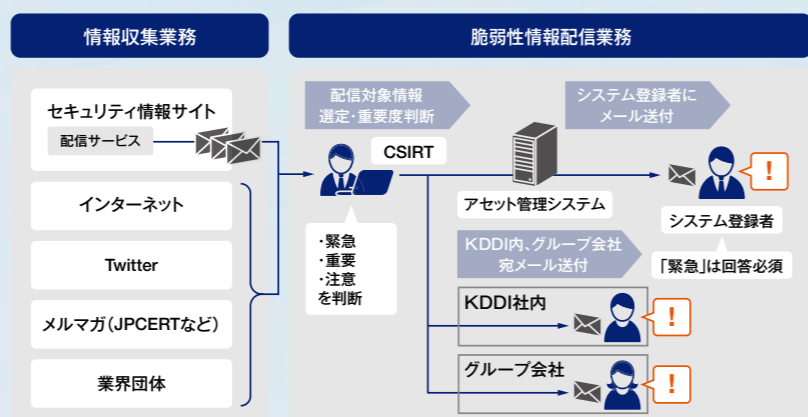 情報収集業務
脆弱性情報配信業務
セキュリティ情報サイト
配信サービス
インターネット
Twitter
メルマガ(JPCERTなど)
業界団体
配信対象情報
選定・重要度判断
システム登録者に
メール送付
CSIRT
・緊急
・重要
・注意
を判断
アセット管理システム
!
システム登録者
「緊急」は回答必須
KDDI内、グループ会社
宛メール送付
KDDI社内
!
グループ会社
!